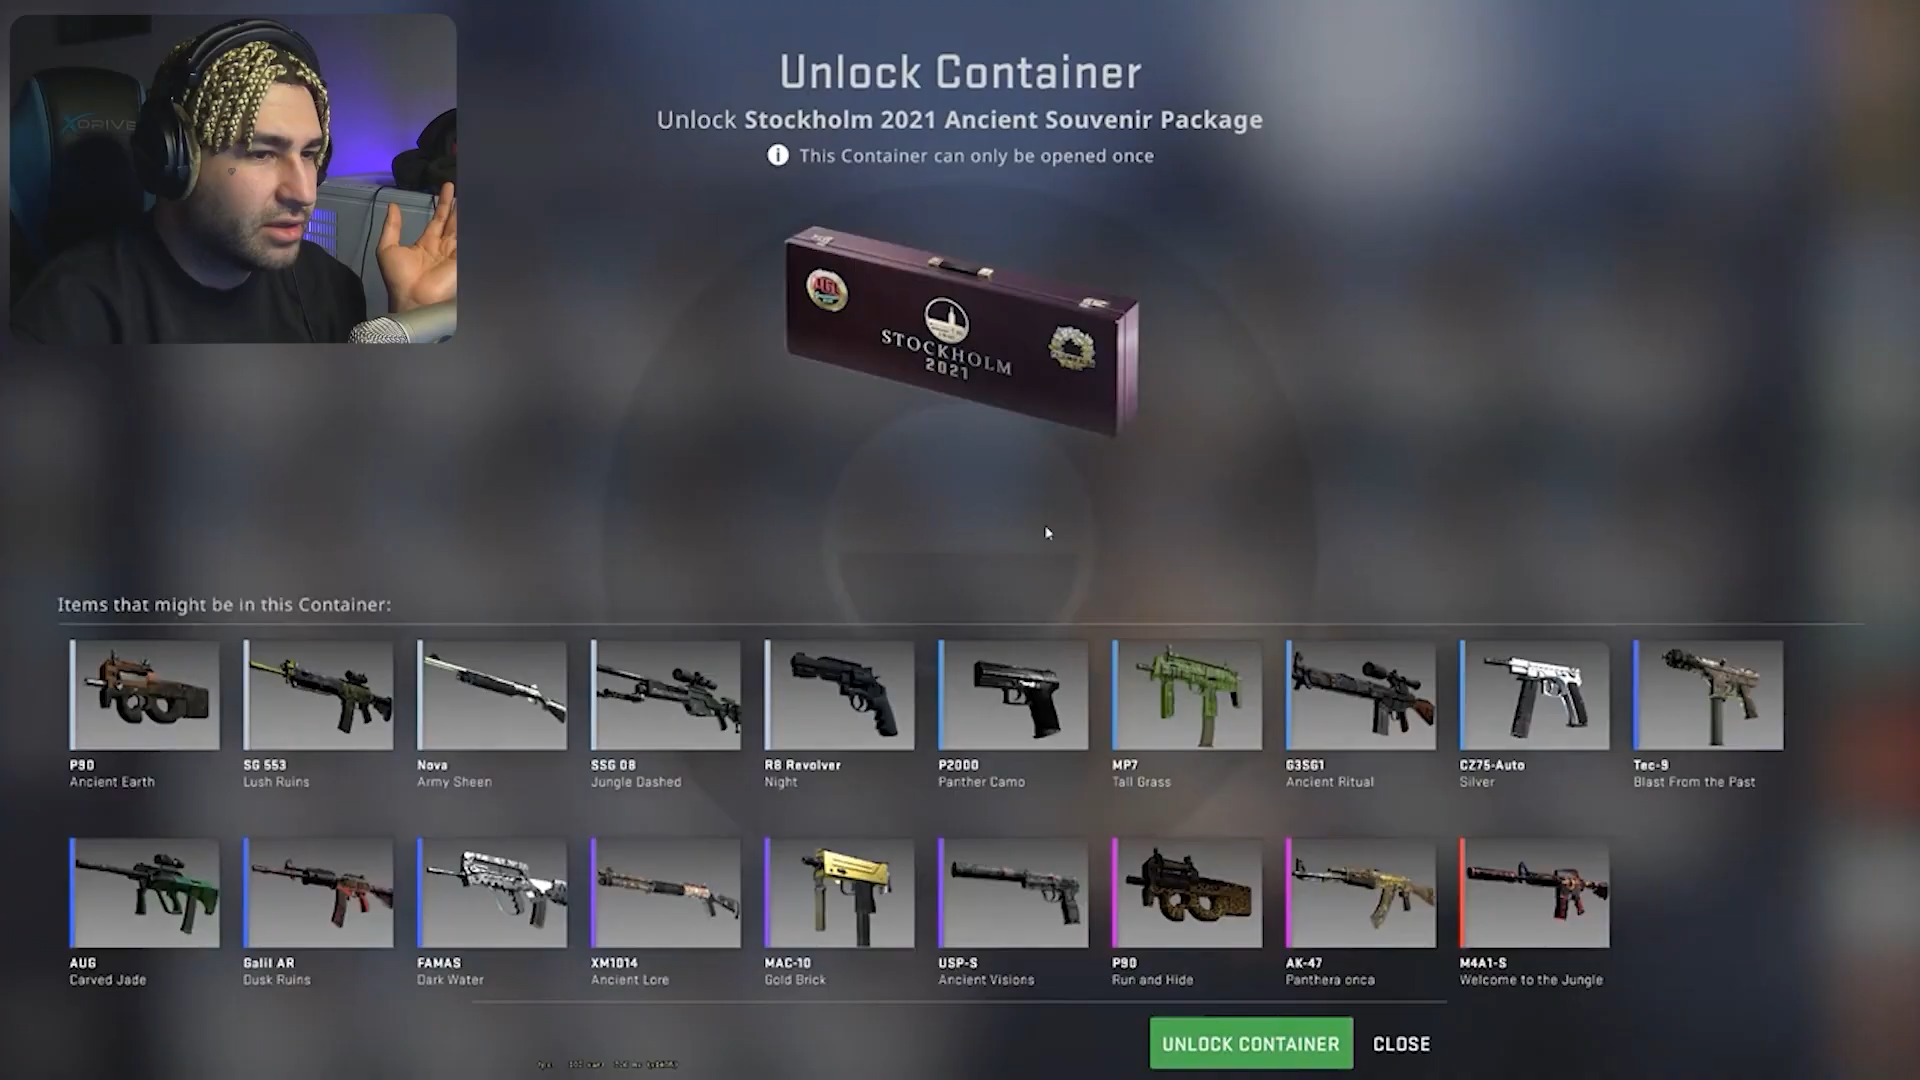 XDRIVE
Unlock Container
Unlock Stockholm 2021 Ancient Souvenir Package
This Container can only be opened once
STOCKHOLM
2021
Items that might be in this Container:
P90
Ancient Earth
SG 553
Lush Ruins
Nova
Army Sheen
SSG 08
Jungle Dashed
R8 Revolver
Night
P2000
Panther Camo
MP7
Tall Grass
G3SG1
Ancient Ritual
CZ75-Auto
Silver
Tec-9
Blast From the Past
AUG
Carved Jade
Galil AR
Dusk Ruins
FAMAS
Dark Water
XM1014
Ancient Lore
MAC-10
Gold Brick
USP-S
Ancient Visions
P90
Run and Hide
AK-47
Panthera onca
M4A1-S
Welcome to the Jungle
UNLOCK CONTAINER
CLOSE